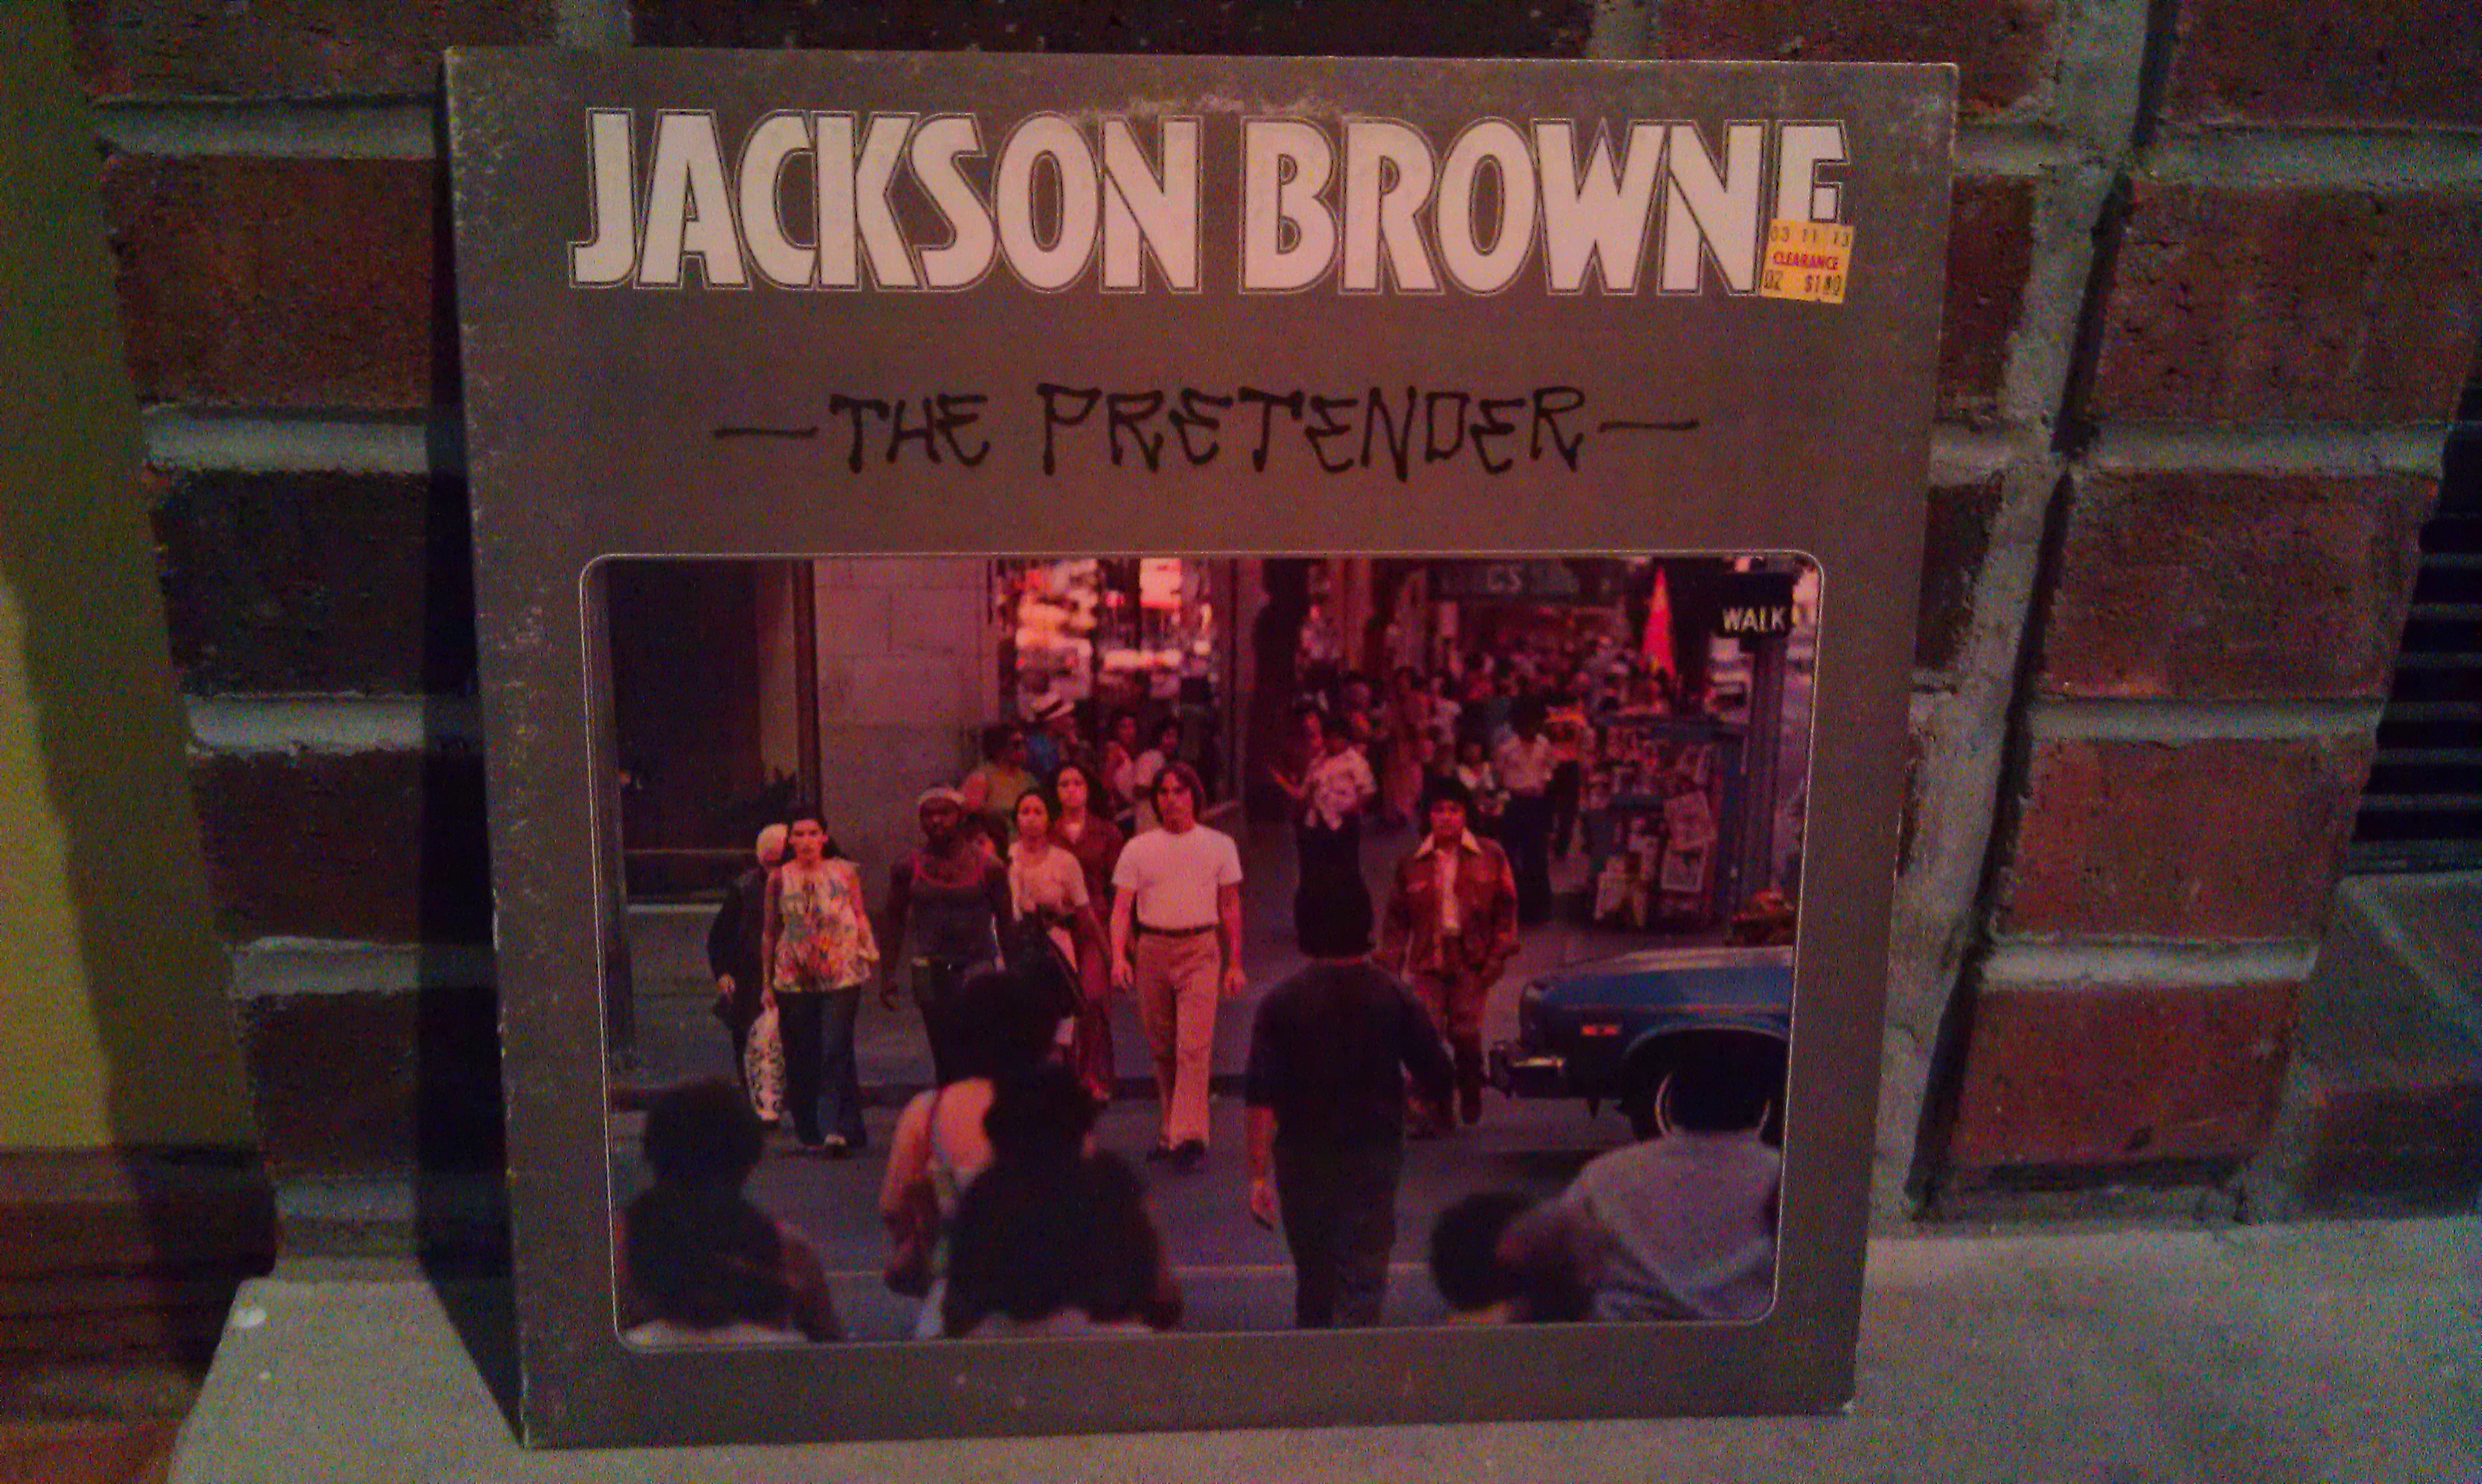 JACKSON BROWNE
03 11 13
CLEARANCE
02 $1.80
—THE PRETENDER—
WALK